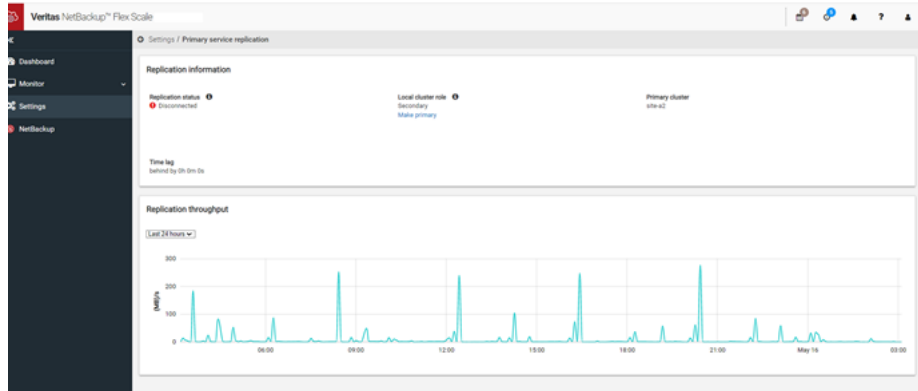 Veritas NetBackup™ Flex Scale
?
Settings / Primary service replication
Dashboard
Monitor
Settings
NetBackup
Replication information
Replication status
Disconnected
Local cluster role
Secondary
Make primary
Primary cluster
site-a2
Time lag
behind by 0h 0m 0s
Replication throughput
Last 24 hours
300
200
100
0
(MB)/s
06:00 09:00 12:00 15:00 18:00 21:00 May 16 03:00